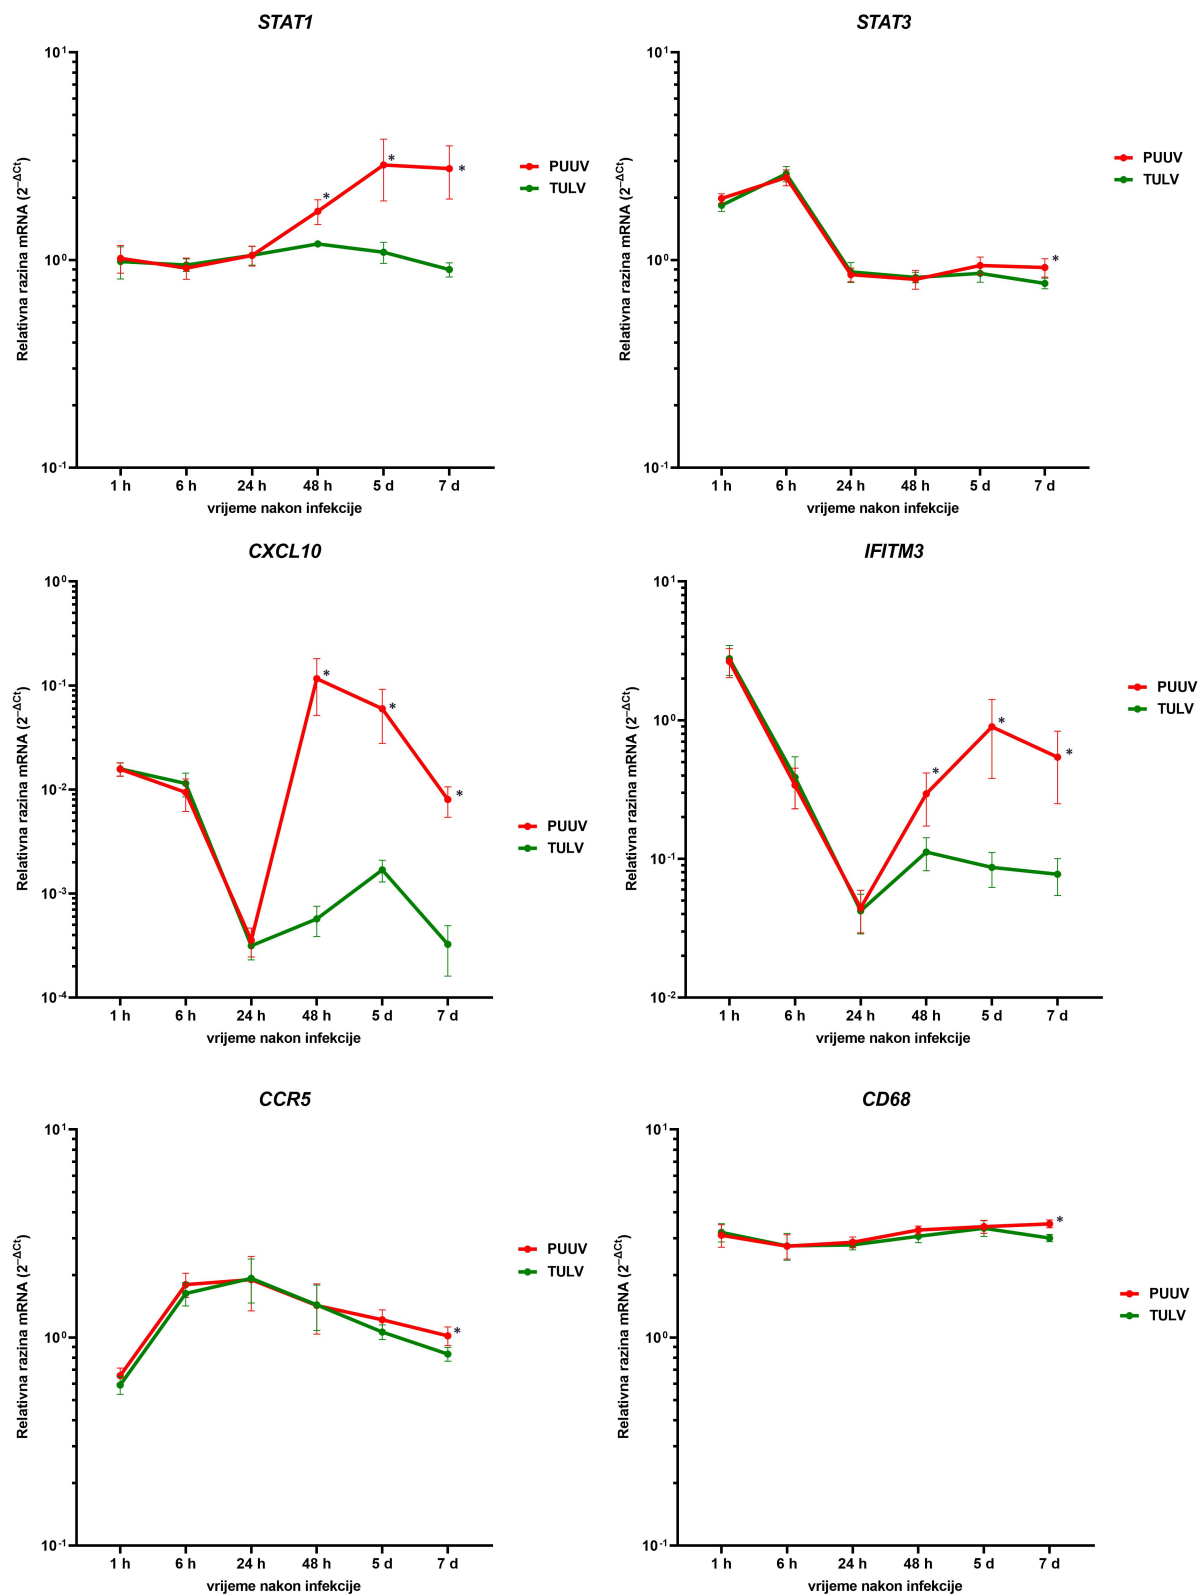 STAT1
10¹
10⁰
10⁻¹
Relativna razina mRNA (2⁻ΔCt)
1 h 6 h 24 h 48 h 5 d 7 d
vrijeme nakon infekcije
PUUV
TULV
*
*
*
STAT3
10¹
10⁰
10⁻¹
Relativna razina mRNA (2⁻ΔCt)
1 h 6 h 24 h 48 h 5 d 7 d
vrijeme nakon infekcije
PUUV
TULV
*
CXCL10
10⁰
10⁻¹
10⁻²
10⁻³
10⁻⁴
Relativna razina mRNA (2⁻ΔCt)
1 h 6 h 24 h 48 h 5 d 7 d
vrijeme nakon infekcije
PUUV
TULV
*
*
*
IFITM3
10¹
10⁰
10⁻¹
10⁻²
Relativna razina mRNA (2⁻ΔCt)
1 h 6 h 24 h 48 h 5 d 7 d
vrijeme nakon infekcije
PUUV
TULV
*
*
*
CCR5
10¹
10⁰
10⁻¹
Relativna razina mRNA (2⁻ΔCt)
1 h 6 h 24 h 48 h 5 d 7 d
vrijeme nakon infekcije
PUUV
TULV
*
CD68
10¹
10⁰
10⁻¹
Relativna razina mRNA (2⁻ΔCt)
1 h 6 h 24 h 48 h 5 d 7 d
vrijeme nakon infekcije
PUUV
TULV
*